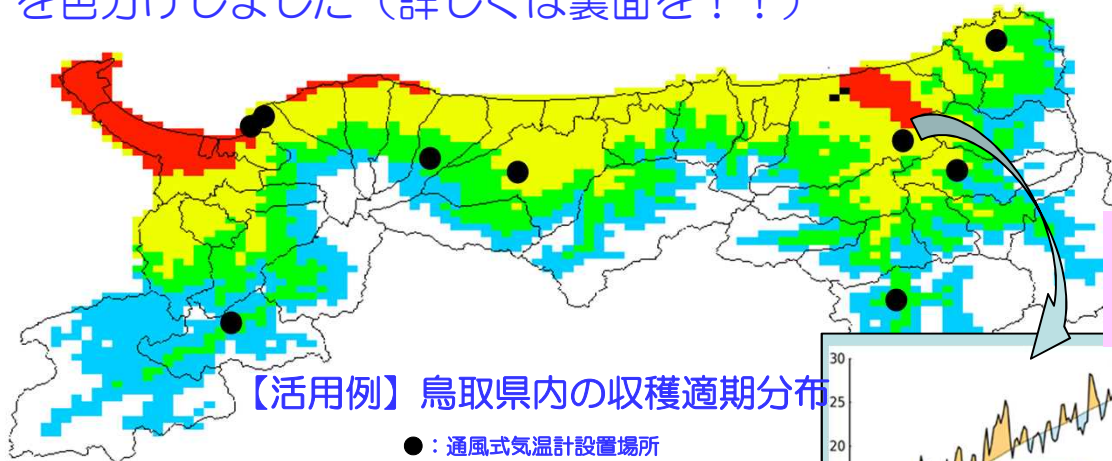 を色分けしました（詳しくは裏面を！！）
【活用例】鳥取県内の収穫適期分布
●：通風式気温計設置場所
30
25
20